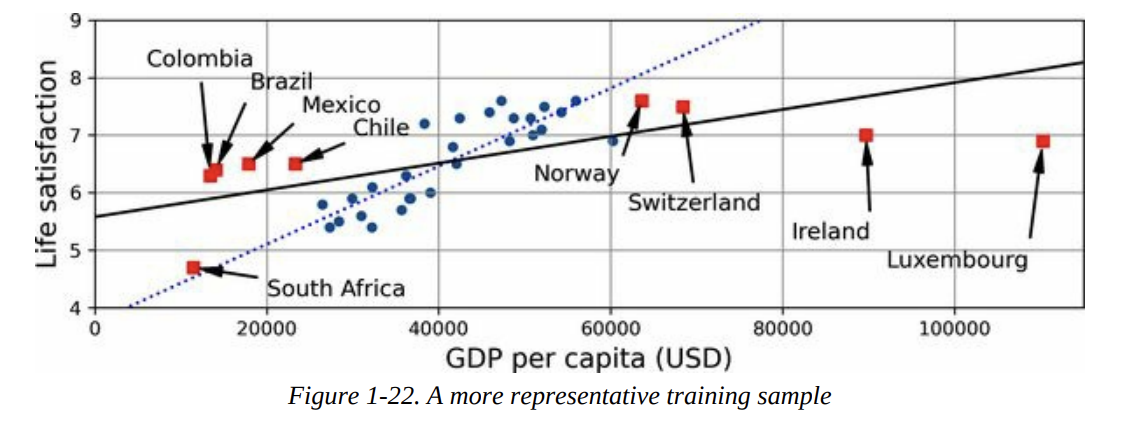 9
Colombia
8
Brazil
Mexico
Chile
7
Norway
6
Switzerland
Ireland
5
Luxembourg
South Africa
4
Life satisfaction
0
20000
40000
60000
80000
100000
GDP per capita (USD)
Figure 1-22. A more representative training sample